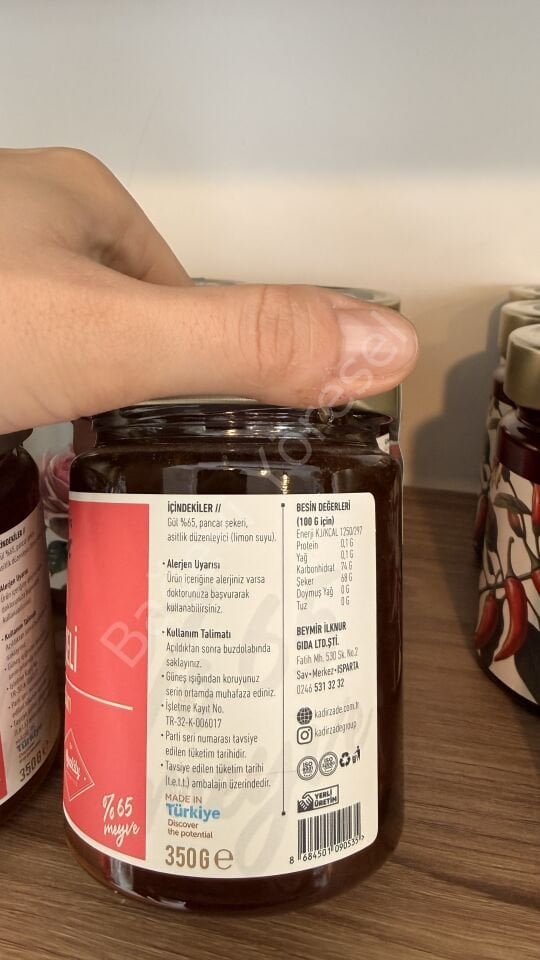 İÇİNDEKİLER //
Gül %65, pancar şekeri,
asitlik düzenleyici (limon suyu).
• Alerjen Uyarısı
Ürün içeriğine alerjiniz varsa
doktorunuza başvurarak
kullanabilirsiniz.
• Kullanım Talimatı
Açıldıktan sonra buzdolabında
saklayınız.
• Güneş ışığından koruyunuz
serin ortamda muhafaza ediniz.
• İşletme Kayıt No.
TR-32-K-006017
• Parti seri numarası tavsiye
edilen tüketim tarihidir.
• Tavsiye edilen tüketim tarihi
(t.e.t.t.) ambalajın üzerindedir.
MADE IN
Türkiye
Discover
the potential
350G e
BESİN DEĞERLERİ
(100 G için)
Enerji KJ/KCAL 1250/297
Protein 0,1 G
Yağ 0,1 G
Karbonhidrat 74 G
Şeker 68 G
Doymuş Yağ 0 G
Tuz 0 G
BEYMİR İLKNUR
GIDA LTD.ŞTİ.
Fatih Mh. 530 Sk. No.2
Sav-Merkez-ISPARTA
0246 531 32 32
kadirzade.com.tr
kadirzadegroup
ISO
ISO
YERLİ
ÜRETİM
8 684501 090535 >
%65
meyve